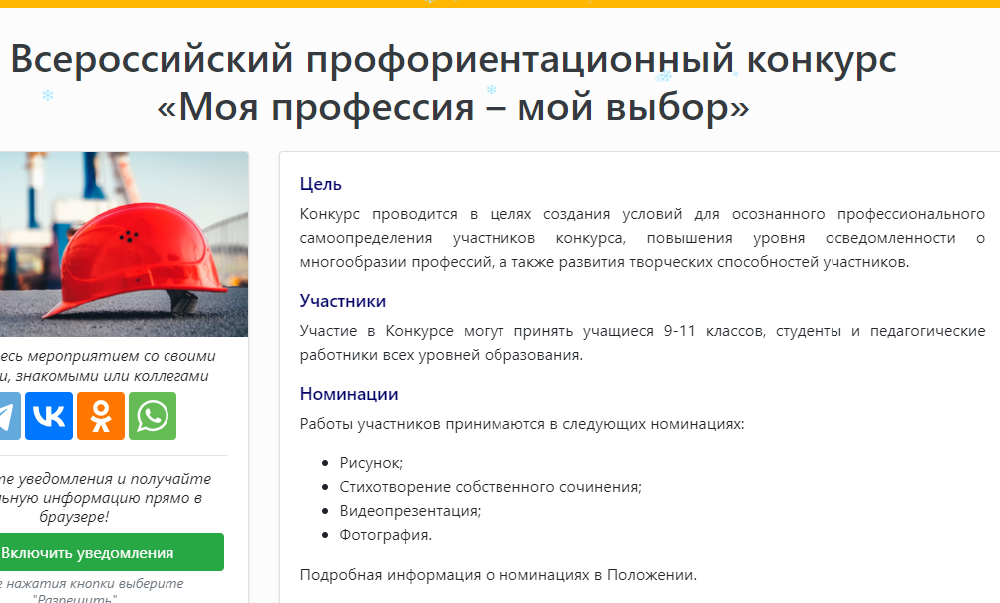 Всероссийский профориентационный конкурс
«Моя профессия – мой выбор»
мероприятием со своими
знакомыми или коллегами
уведомления и получайте
информацию прямо в
браузере!
Включить уведомления
нажатия кнопки выберите
"Разрешить"
Цель
Конкурс проводится в целях создания условий для осознанного профессионального
самоопределения участников конкурса, повышения уровня осведомленности о
многообразии профессий, а также развития творческих способностей участников.
Участники
Участие в Конкурсе могут принять учащиеся 9-11 классов, студенты и педагогические
работники всех уровней образования.
Номинации
Работы участников принимаются в следующих номинациях:
Рисунок;
Стихотворение собственного сочинения;
Видеопрезентация;
Фотография.
Подробная информация о номинациях в Положении.